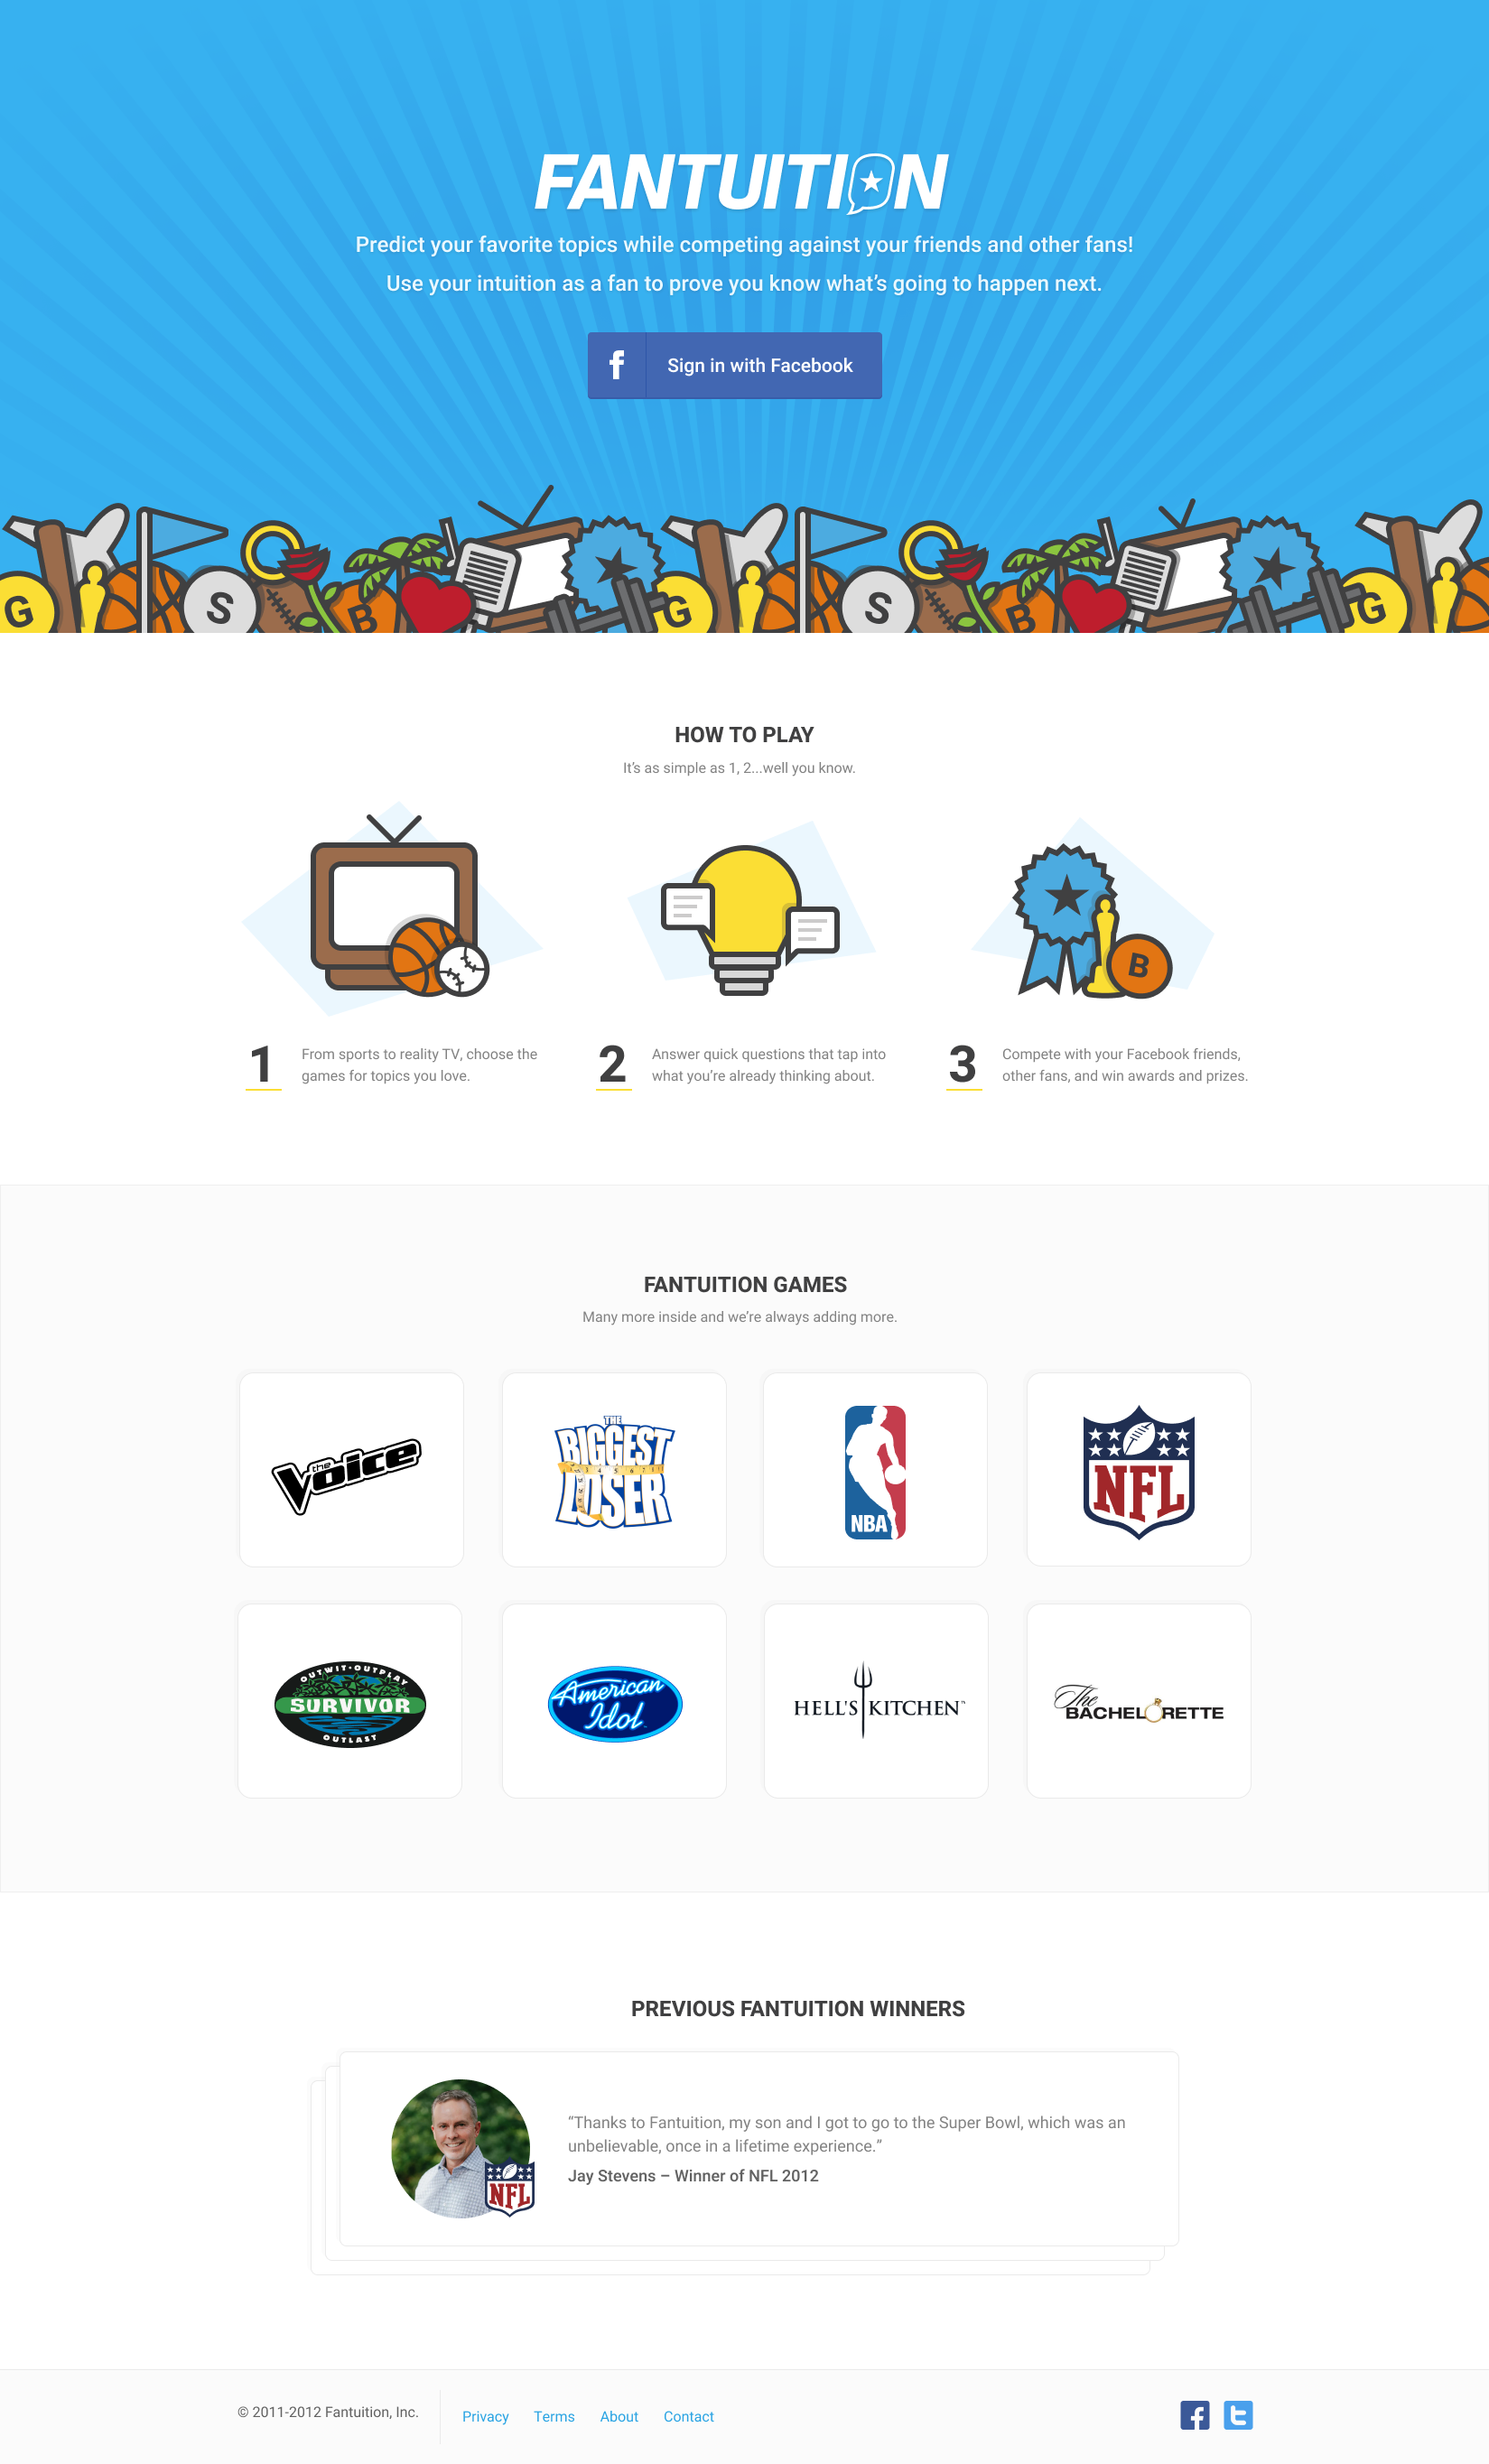 FANTUITION
Predict your favorite topics while competing against your friends and other fans!
Use your intuition as a fan to prove you know what's going to happen next.
f Sign in with Facebook
G S B G S B G
HOW TO PLAY
It's as simple as 1, 2...well you know.
B
1 From sports to reality TV, choose the
games for topics you love.
2 Answer quick questions that tap into
what you're already thinking about.
3 Compete with your Facebook friends,
other fans, and win awards and prizes.
FANTUITION GAMES
Many more inside and we're always adding more.
the Voice
THE
BIGGEST
LOSER
NBA
NFL
OUTWIT·OUTPLAY
SURVIVOR
OUTLAST
American
Idol
HELL'S KITCHEN™
The
BACHELORETTE
PREVIOUS FANTUITION WINNERS
“Thanks to Fantuition, my son and I got to go to the Super Bowl, which was an
unbelievable, once in a lifetime experience.”
NFL
Jay Stevens – Winner of NFL 2012
© 2011-2012 Fantuition, Inc.
Privacy Terms About Contact